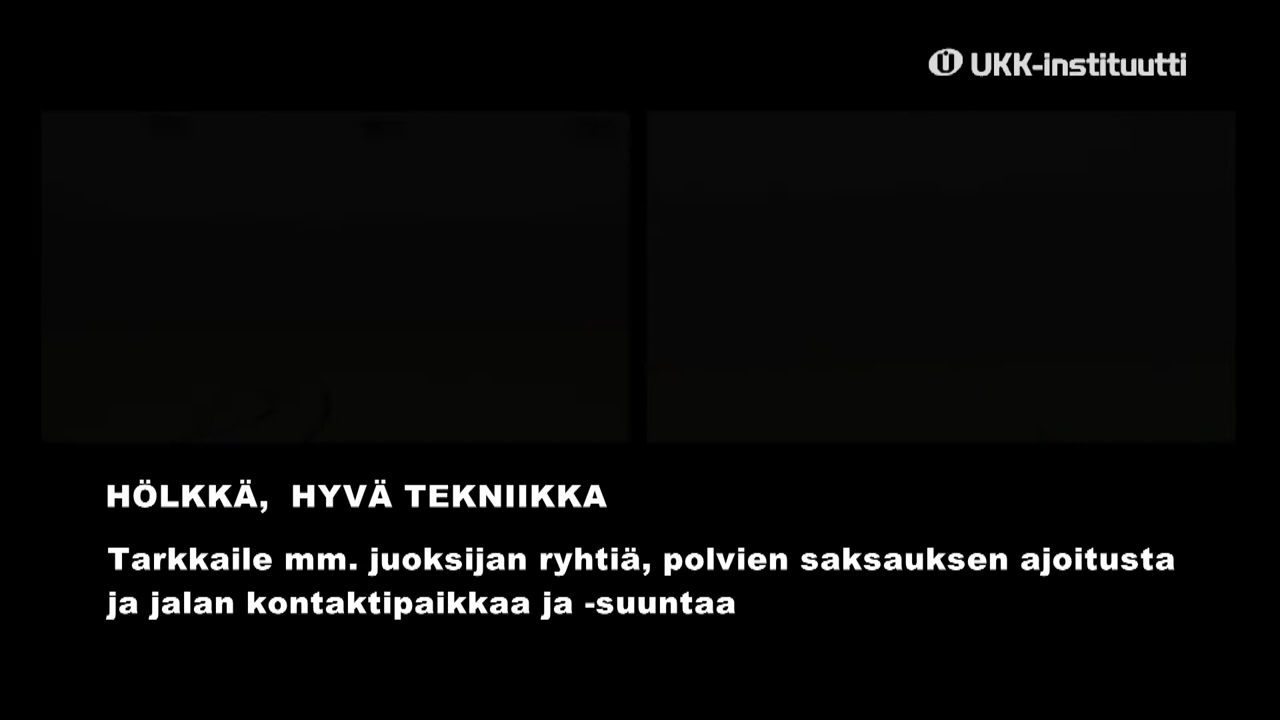 UKK-instituutti
HÖLKKÄ, HYVÄ TEKNIIKKA
Tarkkaile mm. juoksijan ryhtiä, polvien saksauksen ajoitusta
ja jalan kontaktipaikkaa ja -suuntaa